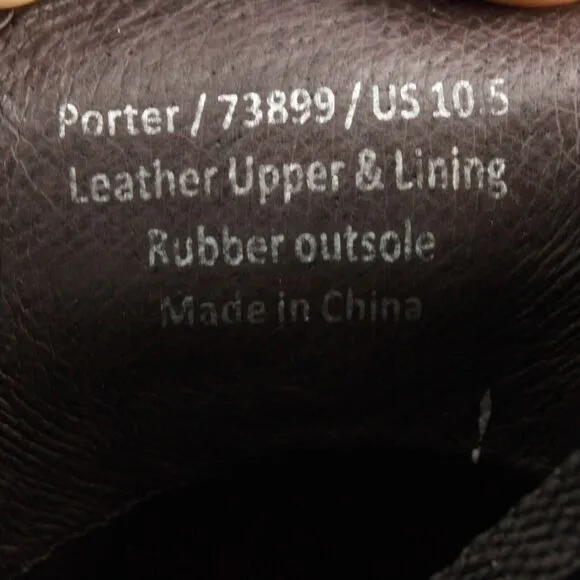 Porter / 73899 / US 10.5
Leather Upper & Lining
Rubber outsole
Made in China